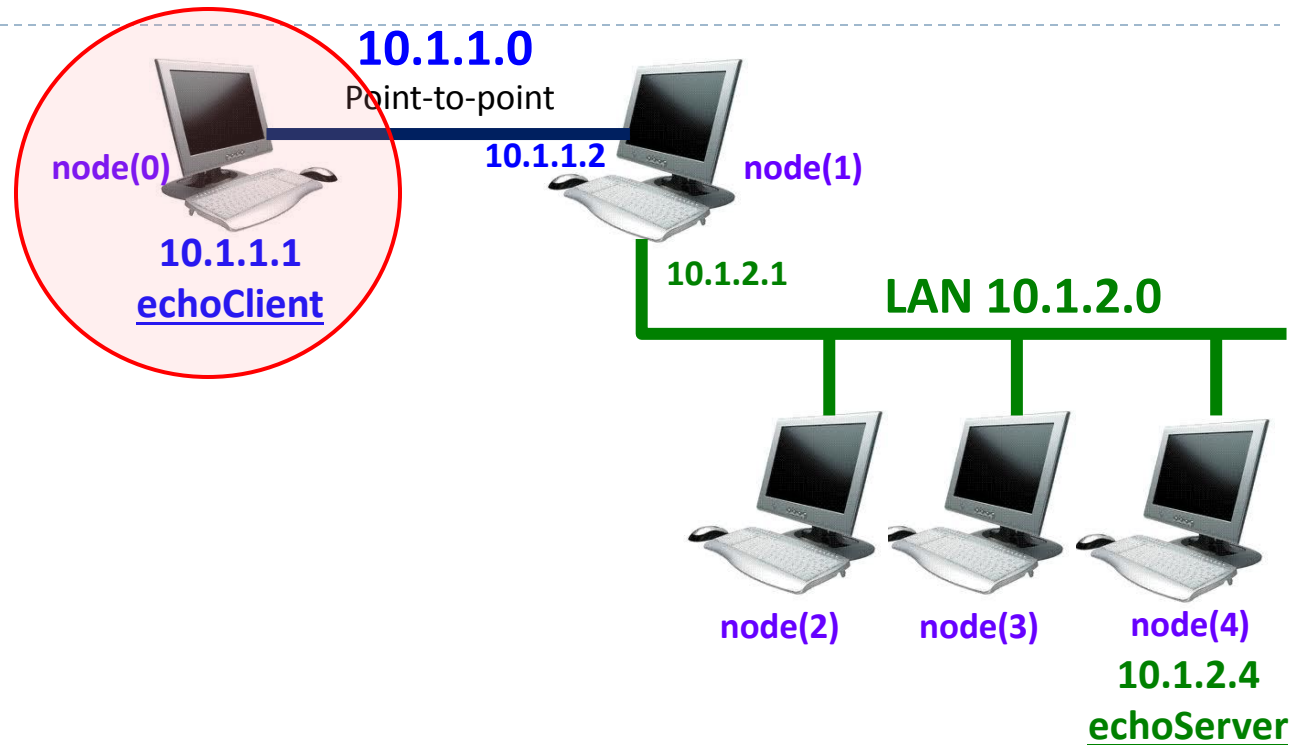 10.1.1.0
Point-to-point
node(0)
10.1.1.2
node(1)
10.1.1.1
echoClient
10.1.2.1
LAN 10.1.2.0
node(2)
node(3)
node(4)
10.1.2.4
echoServer